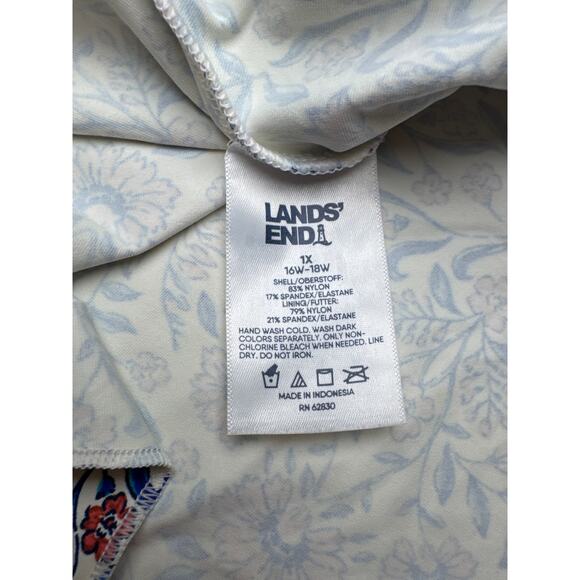 LANDS'
END
1X
16W-18W
SHELL/OBERSTOFF:
83% NYLON
17% SPANDEX/ELASTANE
LINING/FUTTER:
79% NYLON
21% SPANDEX/ELASTANE
HAND WASH COLD. WASH DARK
COLORS SEPARATELY. ONLY NON-
CHLORINE BLEACH WHEN NEEDED. LINE
DRY. DO NOT IRON.
MADE IN INDONESIA
RN 62830